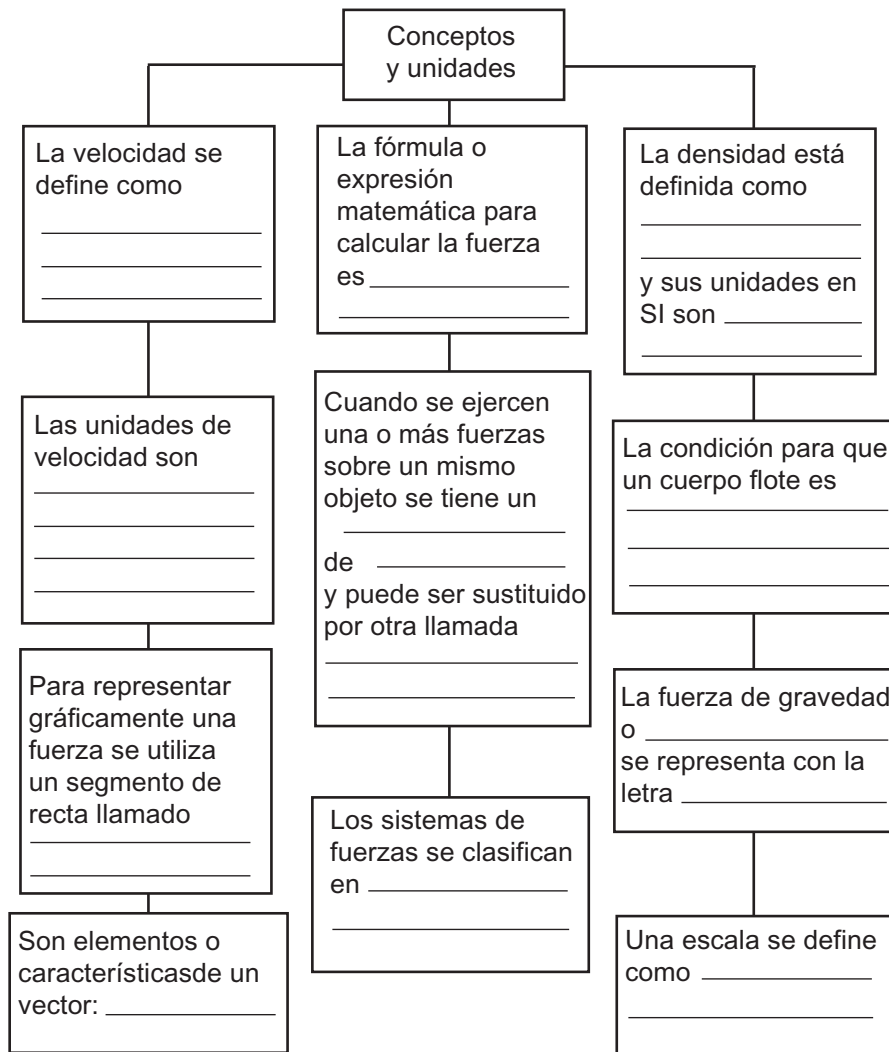 Conceptos
y unidades
La velocidad se
define como
Las unidades de
velocidad son
Para representar
gráficamente una
fuerza se utiliza
un segmento de
recta llamado
Son elementos o
característicasde un
vector:
La fórmula o
expresión
matemática para
calcular la fuerza
es
Cuando se ejercen
una o más fuerzas
sobre un mismo
objeto se tiene un
de
y puede ser sustituido
por otra llamada
Los sistemas de
fuerzas se clasifican
en
La densidad está
definida como
y sus unidades en
SI son
La condición para que
un cuerpo flote es
La fuerza de gravedad
o
se representa con la
letra
Una escala se define
como